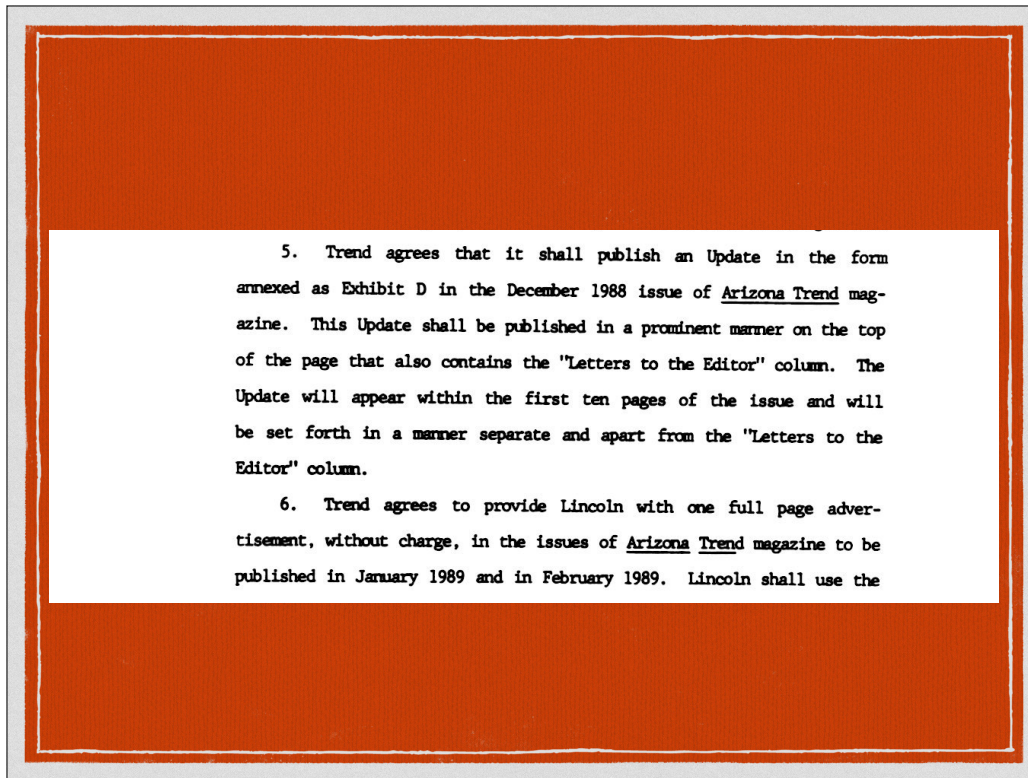 5. Trend agrees that it shall publish an Update in the form
annexed as Exhibit D in the December 1988 issue of Arizona Trend mag-
azine. This Update shall be published in a prominent manner on the top
of the page that also contains the "Letters to the Editor" column. The
Update will appear within the first ten pages of the issue and will
be set forth in a manner separate and apart from the "Letters to the
Editor" column.
6. Trend agrees to provide Lincoln with one full page adver-
tisement, without charge, in the issues of Arizona Trend magazine to be
published in January 1989 and in February 1989. Lincoln shall use the